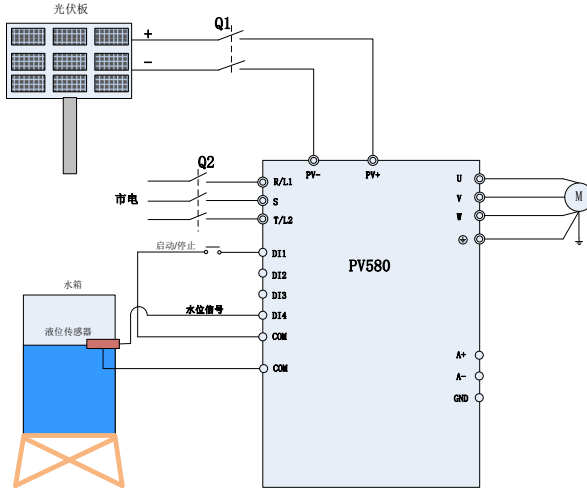 光伏板
Q1
+
-
Q2
PV-
PV+
市电
R/L1
S
T/L2
U
V
W
M
启动/停止
DI1
DI2
DI3
水位信号
DI4
COM
COM
PV580
水箱
液位传感器
A+
A-
GND